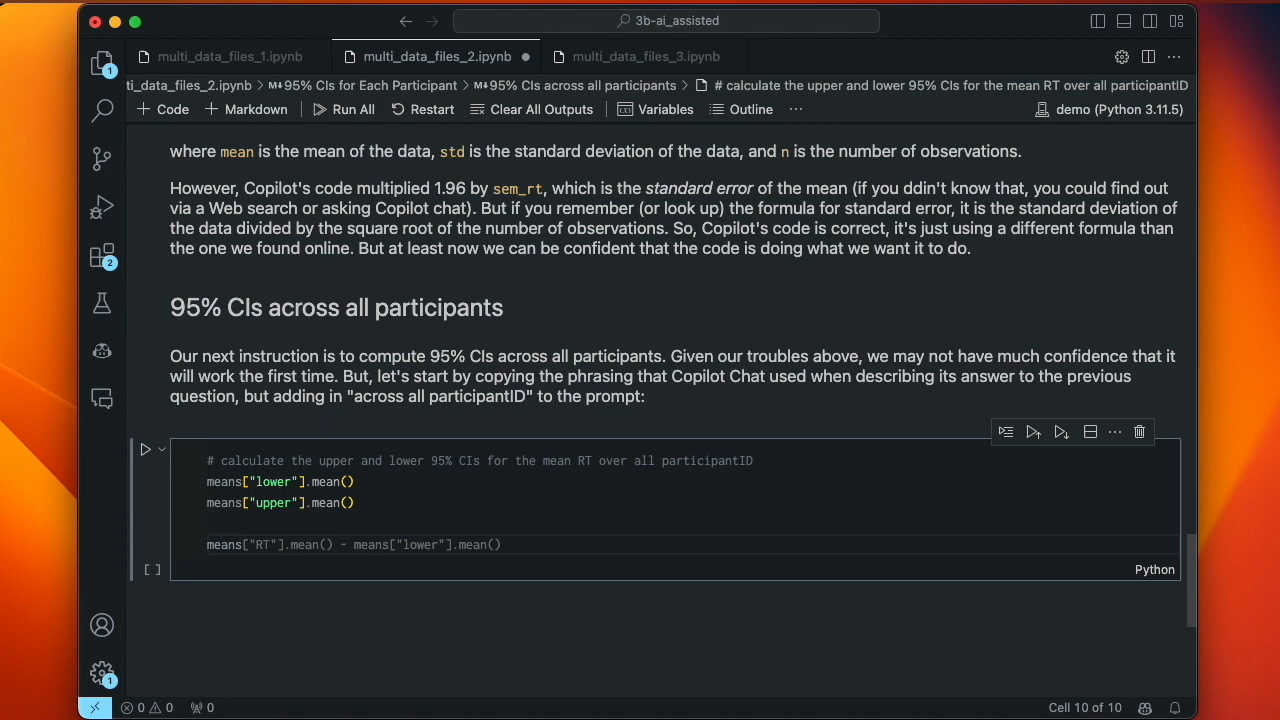 3b-ai_assisted
multi_data_files_1.ipynb
multi_data_files_2.ipynb
multi_data_files_3.ipynb
1
ti_data_files_2.ipynb > M↓95% CIs for Each Participant > M↓95% CIs across all participants > # calculate the upper and lower 95% CIs for the mean RT over all participantID
+ Code + Markdown Run All Restart Clear All Outputs Variables Outline ··· demo (Python 3.11.5)
where mean is the mean of the data, std is the standard deviation of the data, and n is the number of observations.
However, Copilot's code multiplied 1.96 by sem_rt, which is the standard error of the mean (if you ddin't know that, you could find out
via a Web search or asking Copilot chat). But if you remember (or look up) the formula for standard error, it is the standard deviation of
the data divided by the square root of the number of observations. So, Copilot's code is correct, it's just using a different formula than
the one we found online. But at least now we can be confident that the code is doing what we want it to do.
2
95% CIs across all participants
Our next instruction is to compute 95% CIs across all participants. Given our troubles above, we may not have much confidence that it
will work the first time. But, let's start by copying the phrasing that Copilot Chat used when describing its answer to the previous
question, but adding in "across all participantID" to the prompt:
# calculate the upper and lower 95% CIs for the mean RT over all participantID
means["lower"].mean()
means["upper"].mean()
means["RT"].mean() - means["lower"].mean()
[ ]
Python
1
0 0 0
Cell 10 of 10